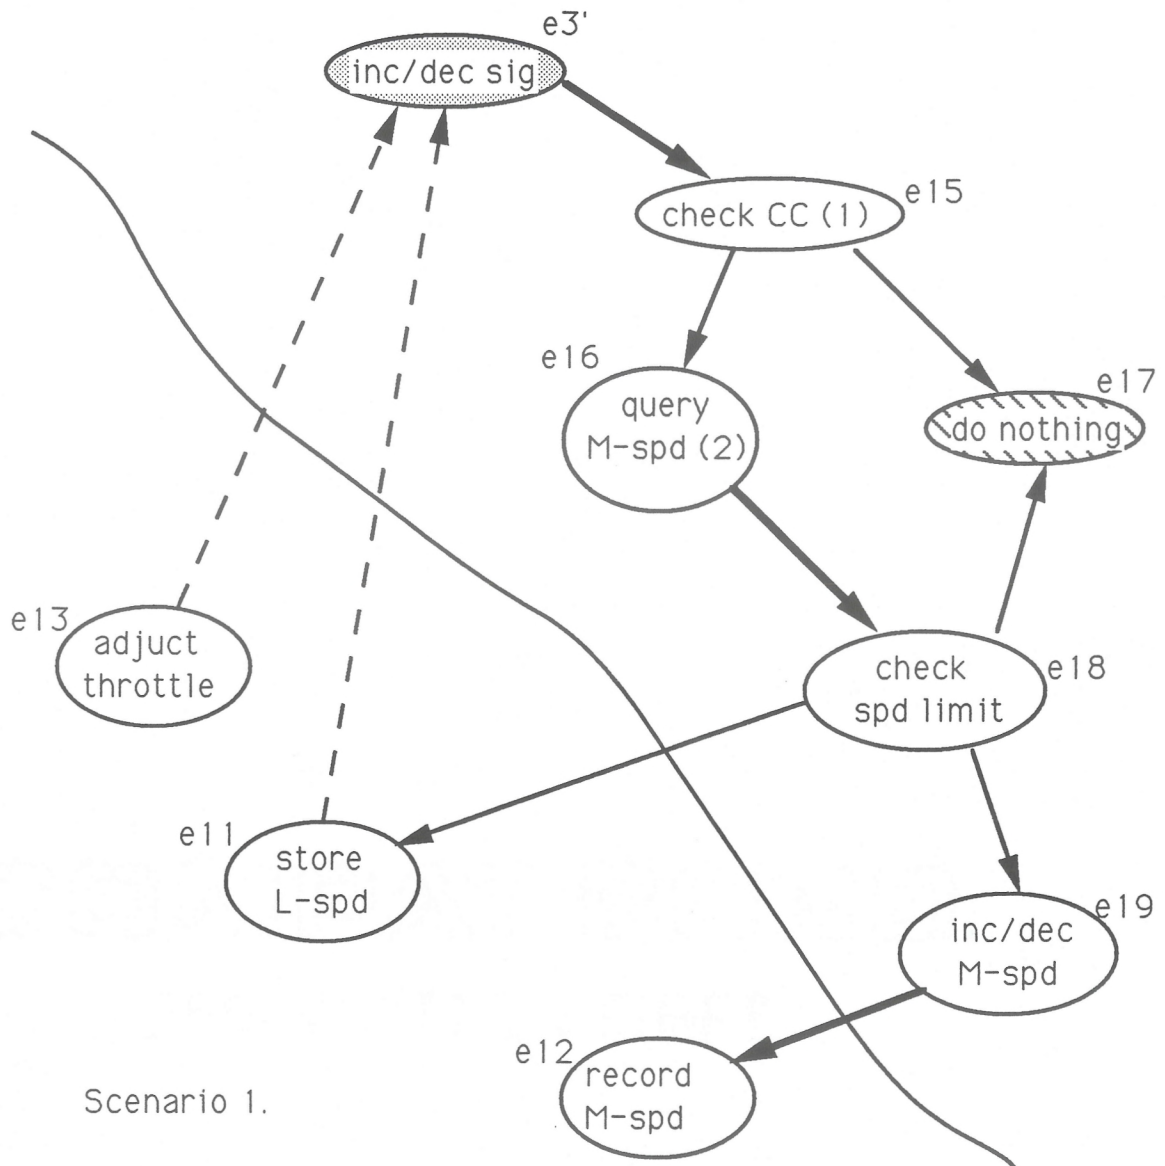 e3'
inc/dec sig
e15
check CC (1)
e16
query
M-spd (2)
e17
do nothing
e13
adjuct
throttle
e18
check
spd limit
e11
store
L-spd
e19
inc/dec
M-spd
e12
record
M-spd
Scenario 1.